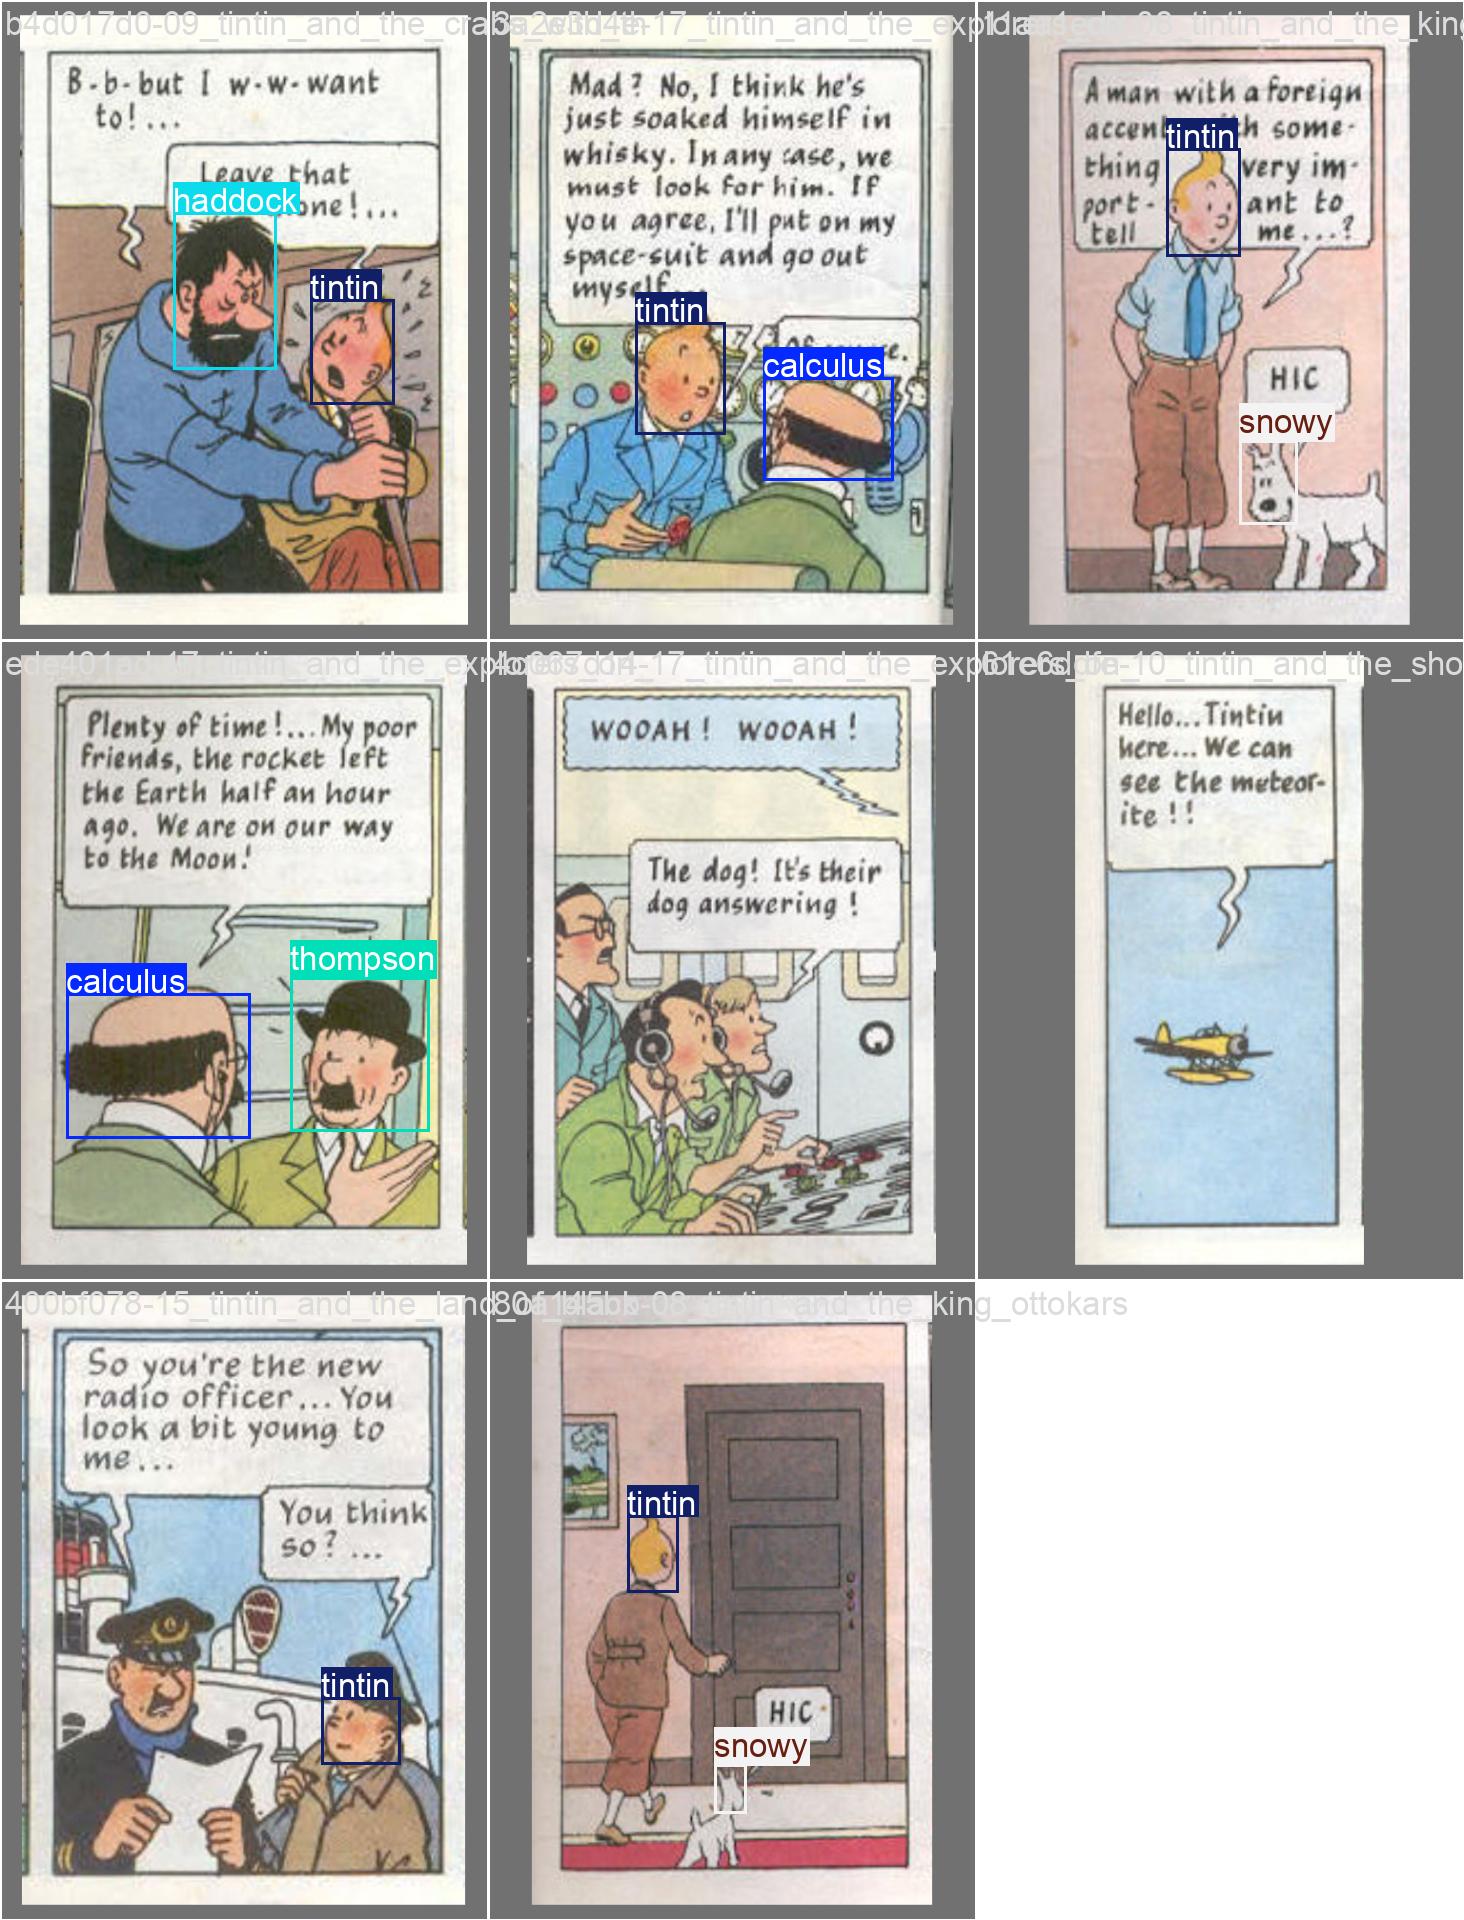 B-b-but I w-w-want
to!...
Leave that
one!...
haddock
tintin
Mad? No, I think he's
just soaked himself in
whisky. In any case, we
must look for him. If
you agree, I'll put on my
space-suit and go out
myself...
tintin
calculus
A man with a foreign
some-
thing very im-
port- ant to
tell me...?
tintin
HIC
snowy
Plenty of time!...My poor
friends, the rocket left
the Earth half an hour
ago. We are on our way
to the Moon!
calculus
thompson
WOOAH! WOOAH!
The dog! It's their
dog answering!
Hello...Tintin
here...We can
see the meteor-
ite!!
So you're the new
radio officer...You
look a bit young to
me...
You think
so?...
tintin
tintin
HIC
snowy